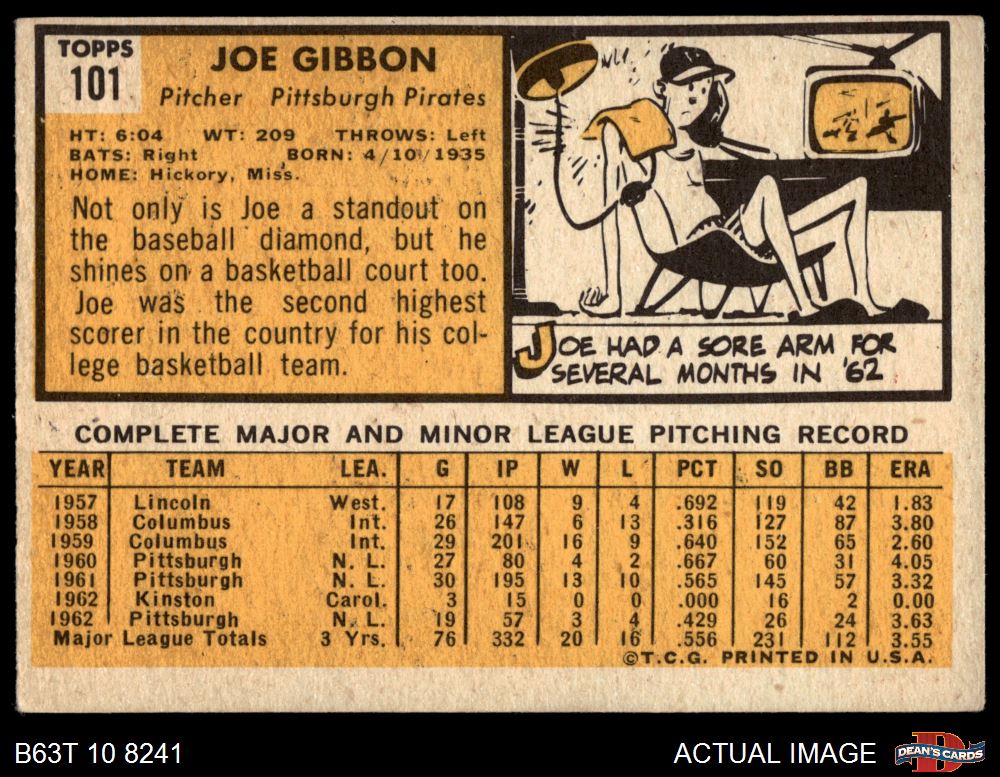 TOPPS
101
JOE GIBBON
Pitcher Pittsburgh Pirates
HT: 6:04 WT: 209 THROWS: Left
BATS: Right BORN: 4/10/1935
HOME: Hickory, Miss.
Not only is Joe a standout on
the baseball diamond, but he
shines on a basketball court too.
Joe was the second highest
scorer in the country for his col-
lege basketball team.
JOE HAD A SORE ARM FOR
SEVERAL MONTHS IN '62
COMPLETE MAJOR AND MINOR LEAGUE PITCHING RECORD
YEAR TEAM LEA. G IP W L PCT SO BB ERA
1957 Lincoln West. 17 108 9 4 .692 119 42 1.83
1958 Columbus Int. 26 147 6 13 .316 127 87 3.80
1959 Columbus Int. 29 201 16 9 .640 152 65 2.60
1960 Pittsburgh N. L. 27 80 4 2 .667 60 31 4.05
1961 Pittsburgh N. L. 30 195 13 10 .565 145 57 3.32
1962 Kinston Carol. 3 15 0 0 .000 16 2 0.00
1962 Pittsburgh N. L. 19 57 3 4 .429 26 24 3.63
Major League Totals 3 Yrs. 76 332 20 16 .556 231 112 3.55
©T.C.G. PRINTED IN U.S.A.
B63T 10 8241
ACTUAL IMAGE
DEAN'S CARDS